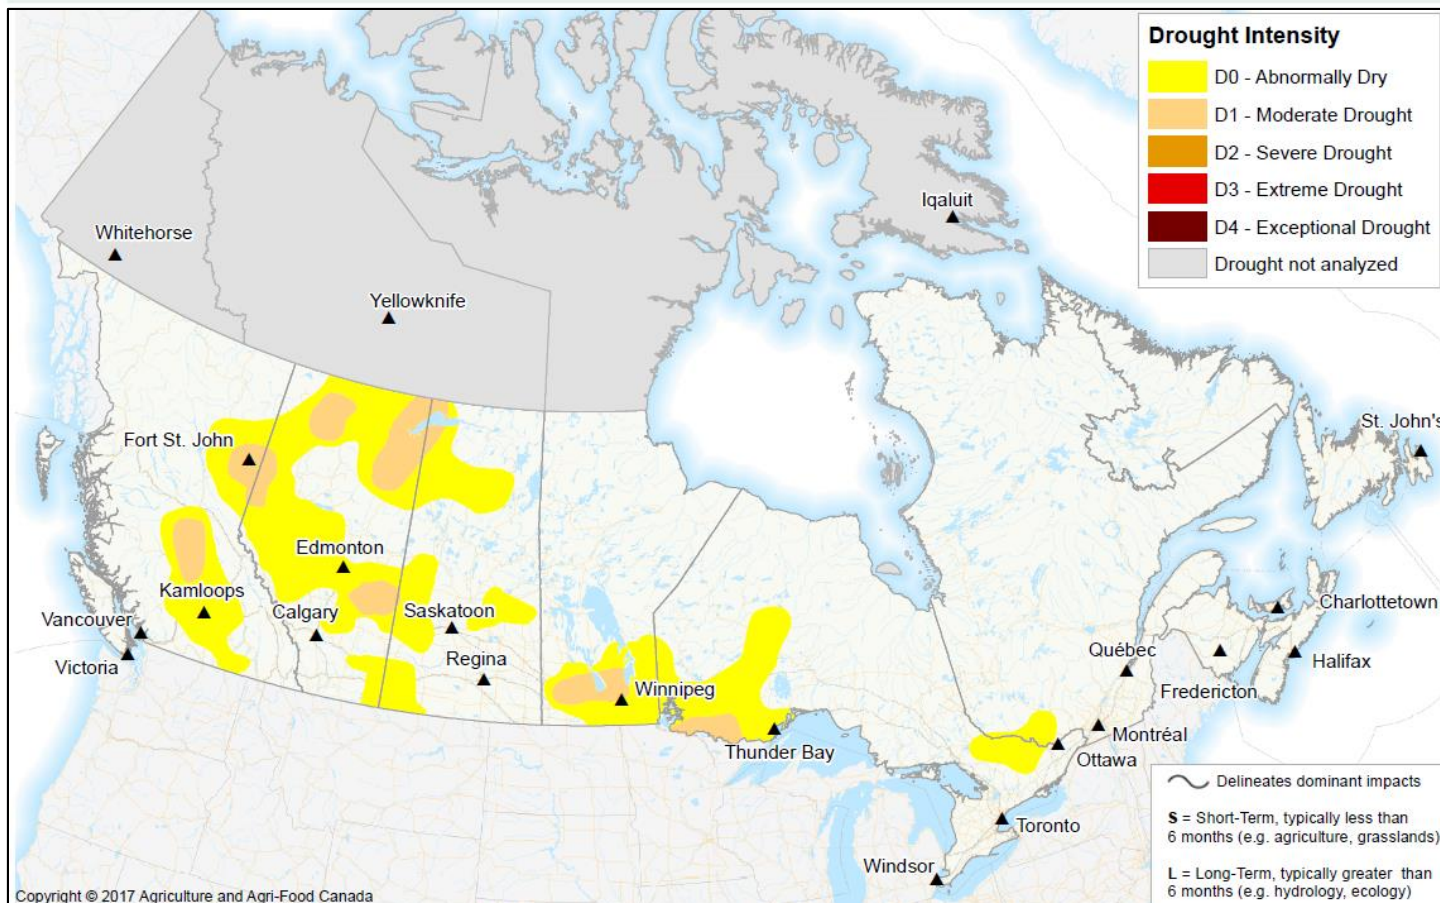 Drought Intensity
D0 - Abnormally Dry
D1 - Moderate Drought
D2 - Severe Drought
D3 - Extreme Drought
D4 - Exceptional Drought
Drought not analyzed
Iqaluit
Whitehorse
Yellowknife
St. John's
Fort St. John
Edmonton
Kamloops
Calgary
Saskatoon
Vancouver
Victoria
Regina
Winnipeg
Thunder Bay
Charlottetown
Québec
Halifax
Fredericton
Montréal
Ottawa
Toronto
Windsor
Delineates dominant impacts
S = Short-Term, typically less than
6 months (e.g. agriculture, grasslands)
L = Long-Term, typically greater than
6 months (e.g. hydrology, ecology)
Copyright © 2017 Agriculture and Agri-Food Canada